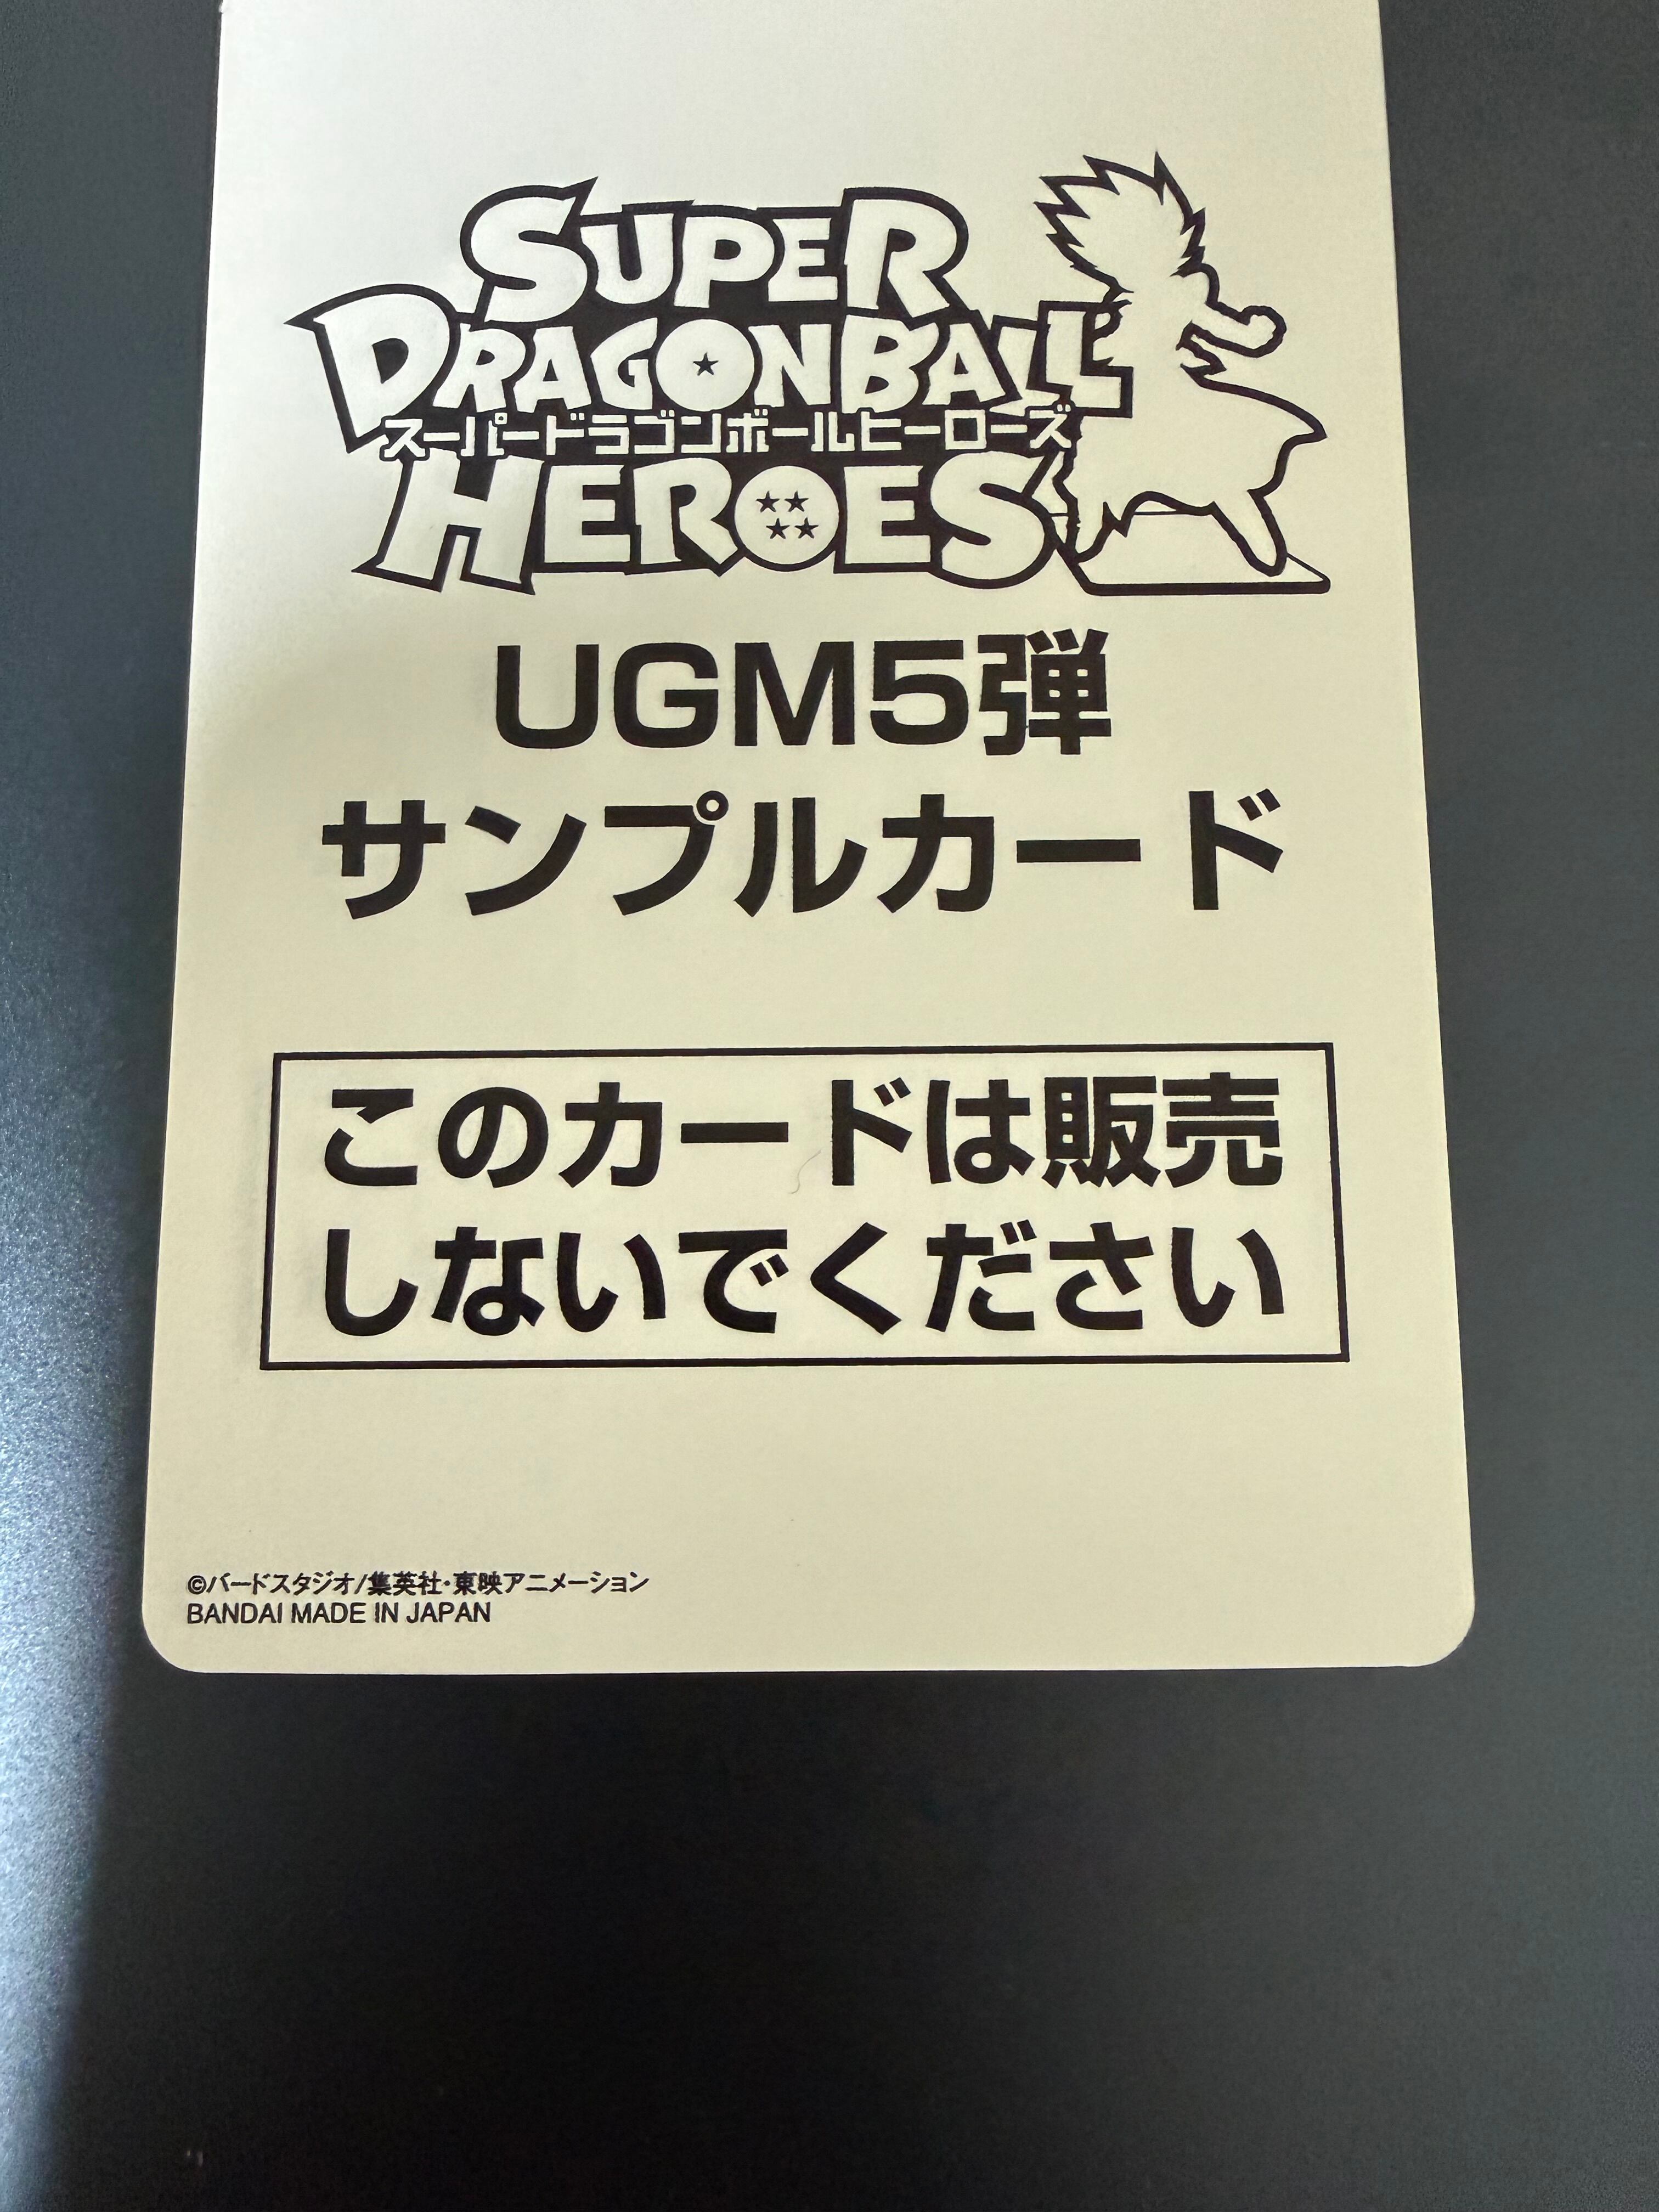 SUPER
DRAGONBALL
スーパードラゴンボールヒーローズ
HEROES
UGM5弾
サンプルカード
このカードは販売
しないでください
©バードスタジオ/集英社・東映アニメーション
BANDAI MADE IN JAPAN